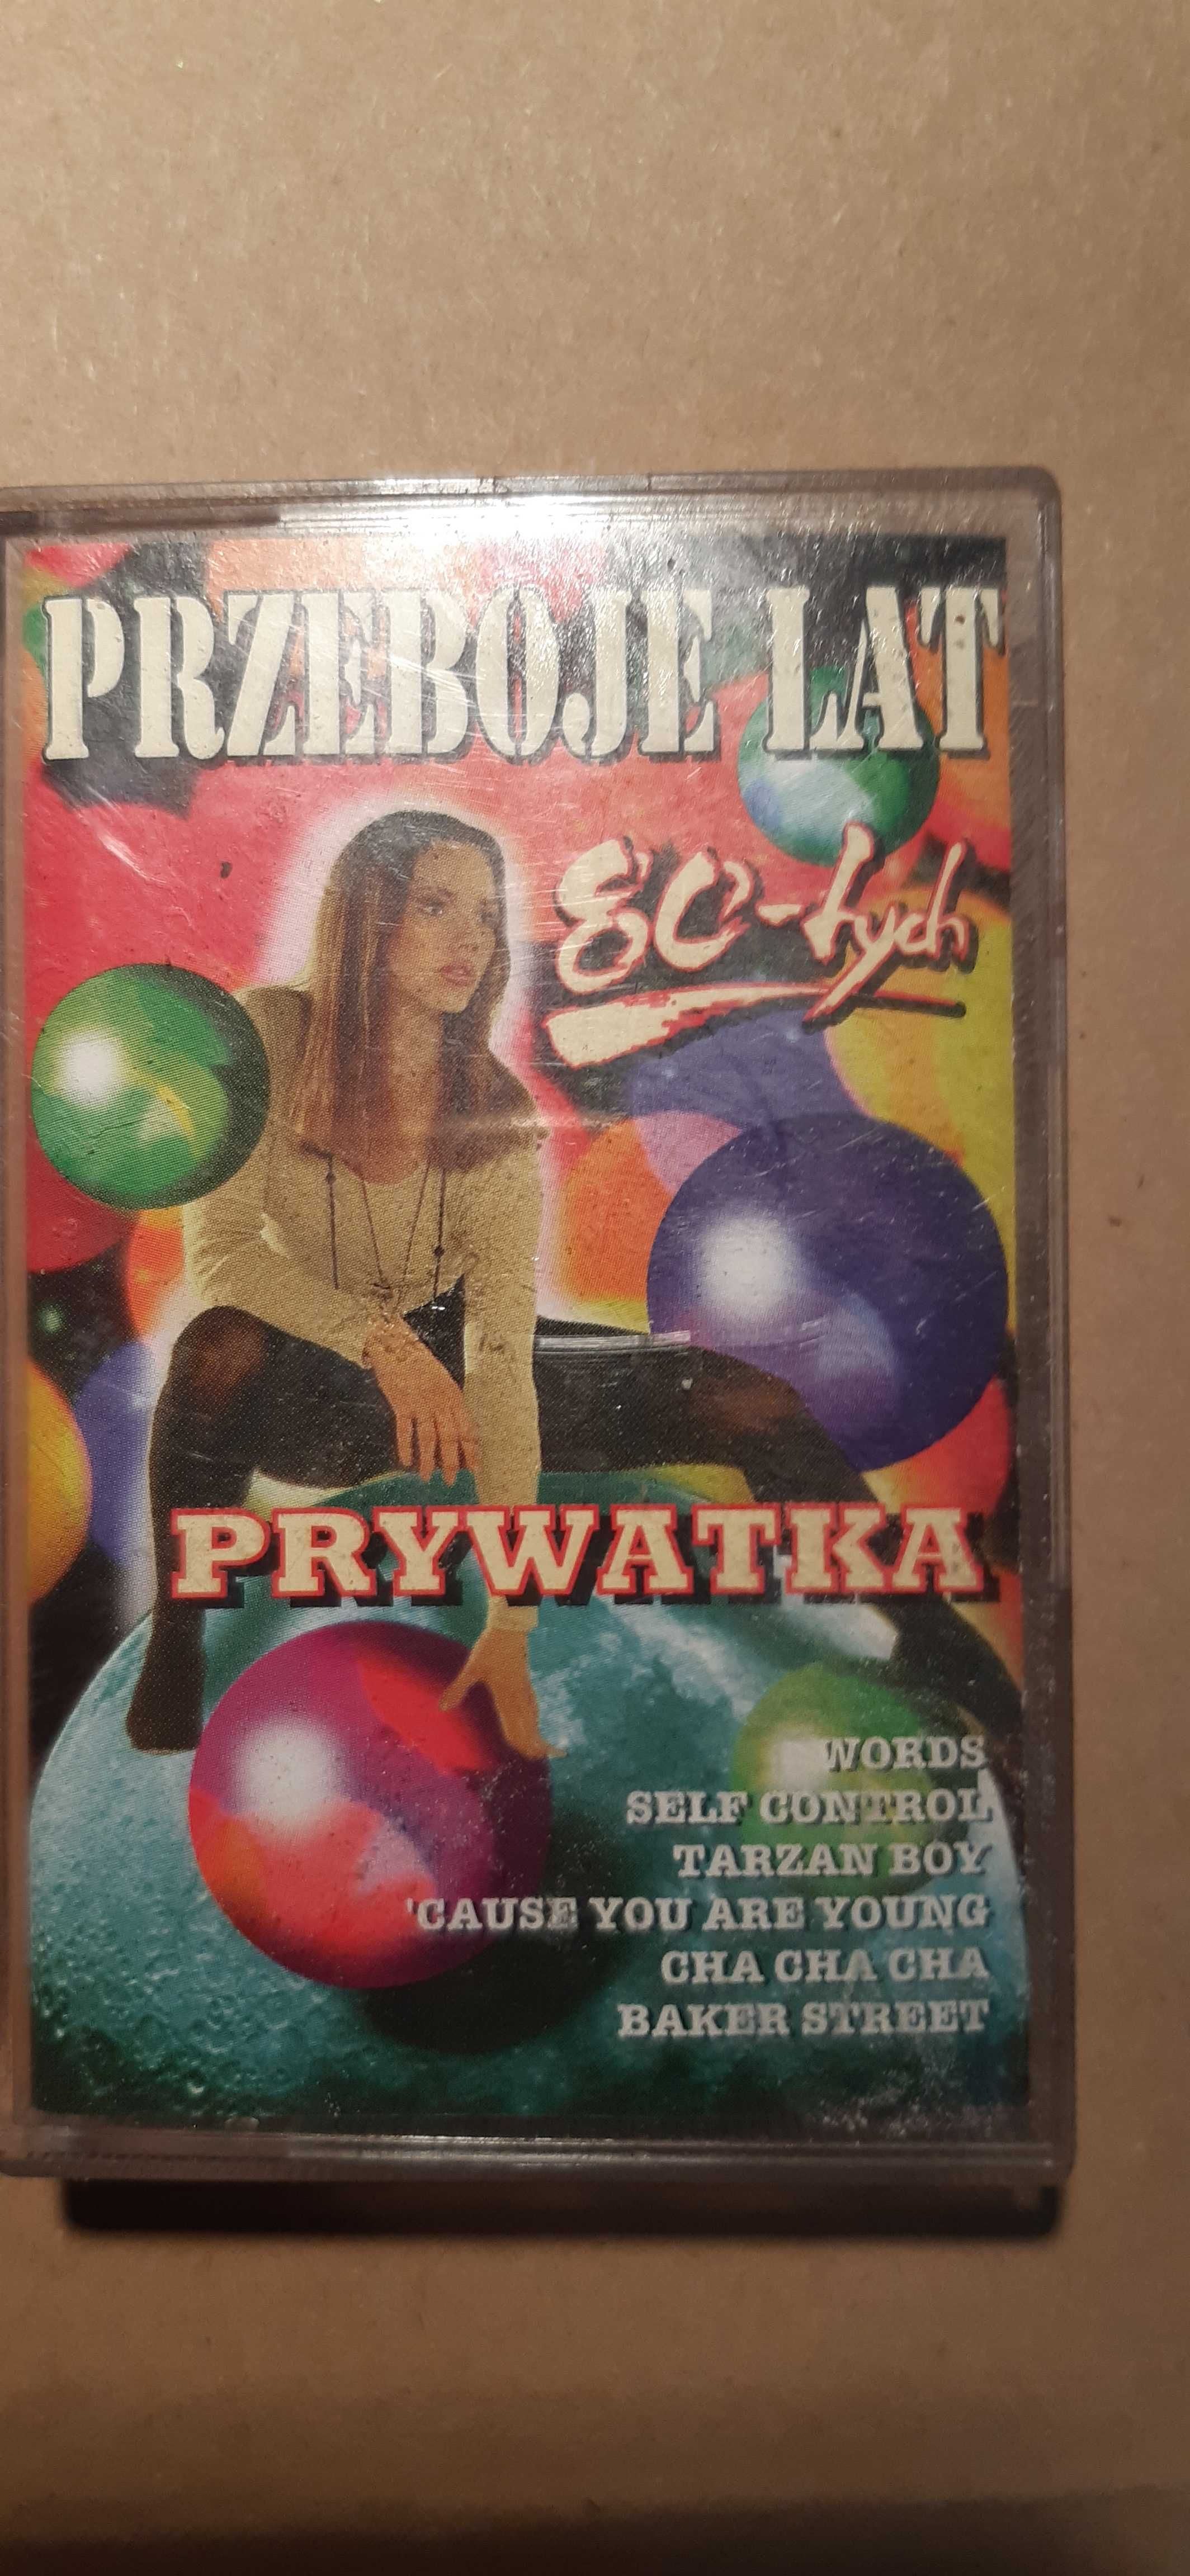 PRZEBOJE LAT
80-tych
PRYWATKA
WORDS
SELF CONTROL
TARZAN BOY
'CAUSE YOU ARE YOUNG
CHA CHA CHA
BAKER STREET